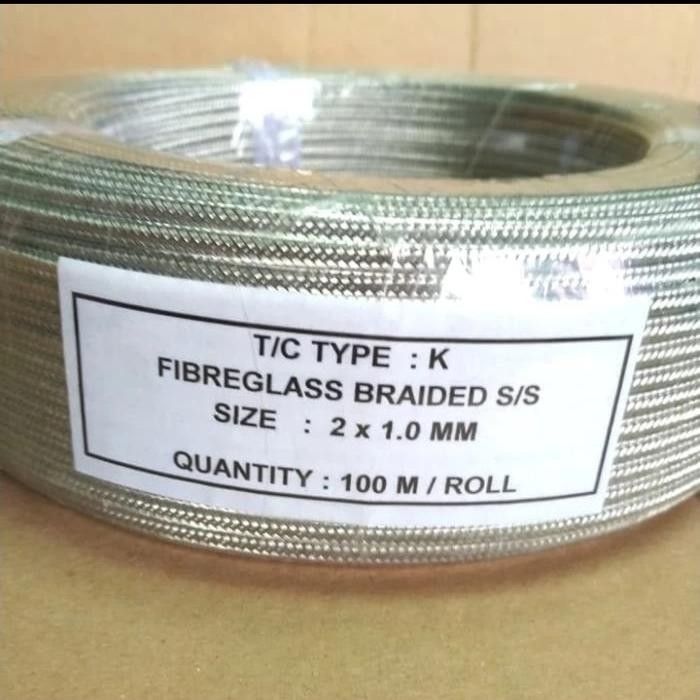 T/C TYPE : K
FIBREGLASS BRAIDED S/S
SIZE : 2 x 1.0 MM
QUANTITY : 100 M / ROLL